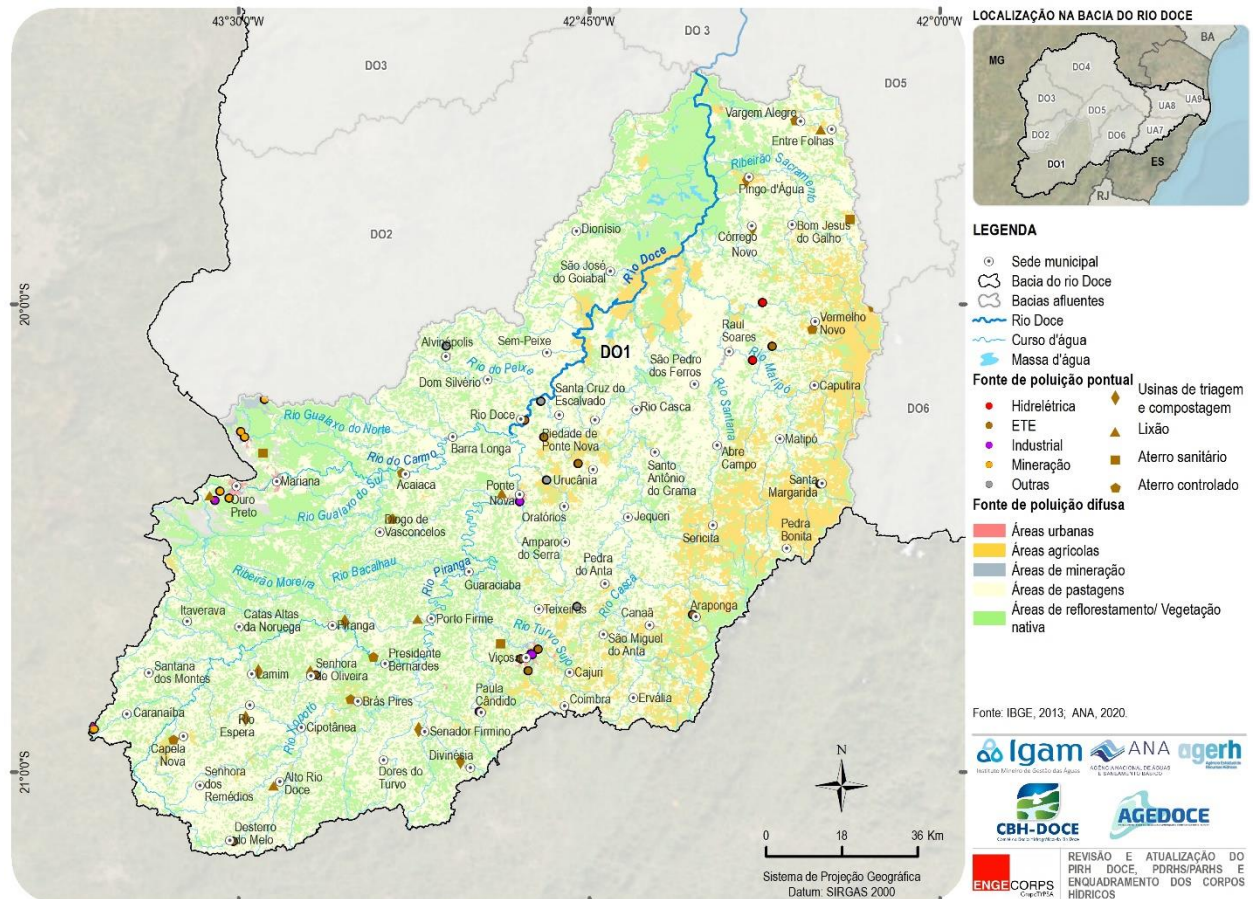 43°30'0"W
42°45'0"W
42°0'0"W
20°0'0"S
21°0'0"S
DO3
DO 3
DO5
DO2
DO6
DO1
Vargem Alegre
Entre Folhas
Ribeirão Sacramento
Pingo-d'Água
Dionísio
Córrego
Novo
Bom Jesus
do Galho
São José
do Goiabal
Rio Doce
Vermelho
Novo
Raul
Soares
Alvinópolis
Sem-Peixe
Rio do Peixe
Dom Silvério
São Pedro
dos Ferros
Rio Matipó
Rio Santana
Caputira
Santa Cruz do
Escalvado
Rio Doce
Rio Casca
Rio Gualaxo do Norte
Piedade de
Ponte Nova
Barra Longa
Matipó
Abre
Campo
Rio do Carmo
Mariana
Acaiaca
Urucânia
Santo
Antônio
do Grama
Santa
Margarida
Ouro
Preto
Rio Gualaxo do Sul
Ponte
Nova
Oratórios
Diogo de
Vasconcelos
Jequeri
Sericita
Pedra
Bonita
Amparo
do Serra
Pedra
do Anta
Rio Bacalhau
Ribeirão Moreira
Rio Piranga
Guaraciaba
Rio Casca
Itaverava
Catas Altas
da Noruega
Piranga
Porto Firme
Teixeiras
Canaã
Araponga
Rio Turvo Sujo
São Miguel
do Anta
Santana
dos Montes
Lamim
Senhora
de Oliveira
Presidente
Bernardes
Viçosa
Cajuri
Caranaíba
Rio
Espera
Brás Pires
Paula
Cândido
Coimbra
Ervália
Rio Xopotó
Cipotânea
Senador Firmino
Capela
Nova
Divinésia
Senhora
dos
Remédios
Alto Rio
Doce
Dores do
Turvo
Desterro
do Melo
N
0 18 36 Km
Sistema de Projeção Geográfica
Datum: SIRGAS 2000
LOCALIZAÇÃO NA BACIA DO RIO DOCE
MG
BA
DO4
DO3
DO5
UA8
UA9
DO2
DO6
UA7
DO1
ES
RJ
LEGENDA
Sede municipal
Bacia do rio Doce
Bacias afluentes
Rio Doce
Curso d'água
Massa d'água
Fonte de poluição pontual
Hidrelétrica
ETE
Industrial
Mineração
Outras
Usinas de triagem
e compostagem
Lixão
Aterro sanitário
Aterro controlado
Fonte de poluição difusa
Áreas urbanas
Áreas agrícolas
Áreas de mineração
Áreas de pastagens
Áreas de reflorestamento/ Vegetação
nativa
Fonte: IBGE, 2013; ANA, 2020.
Igam
Instituto Mineiro de Gestão das Águas
ANA
AGÊNCIA NACIONAL DE ÁGUAS
E SANEAMENTO BÁSICO
agerh
CBH-DOCE
AGEDOCE
ENGECORPS
REVISÃO E ATUALIZAÇÃO DO
PIRH DOCE, PDRHS/PARHS E
ENQUADRAMENTO DOS CORPOS
HÍDRICOS